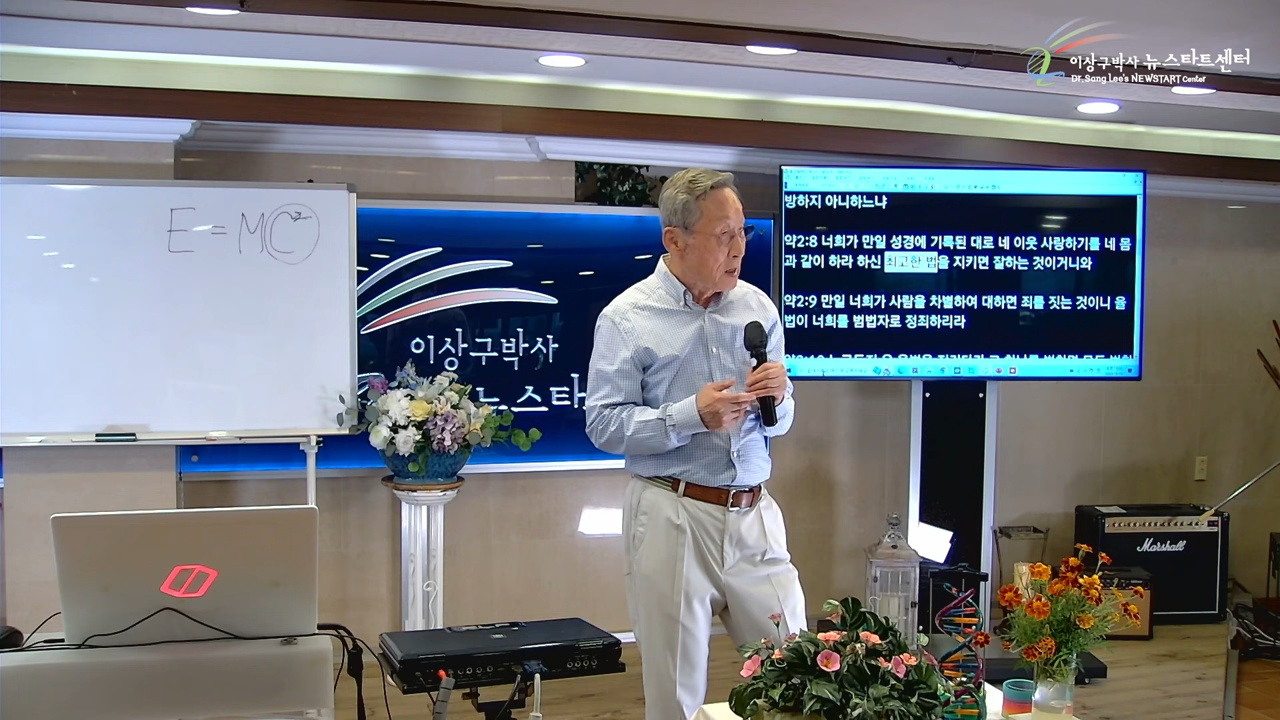 이상구박사 뉴스타트센터
Dr. Sang Lee's NEWSTART Center
E = MC²
이상구박사
뉴스타
방하지 아니하느냐
약2:8 너희가 만일 성경에 기록된 대로 네 이웃 사랑하기를 네 몸
과 같이 하라 하신 최고한 법을 지키면 잘하는 것이거니와
약2:9 만일 너희가 사람을 차별하여 대하면 죄를 짓는 것이니 율
법이 너희를 범법자로 정죄하리라
Marshall